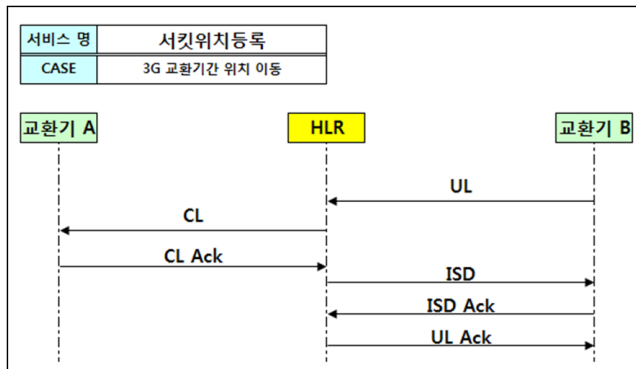 서비스 명 서킷위치등록
CASE 3G 교환기간 위치 이동
교환기 A HLR 교환기 B
UL
CL
CL Ack
ISD
ISD Ack
UL Ack